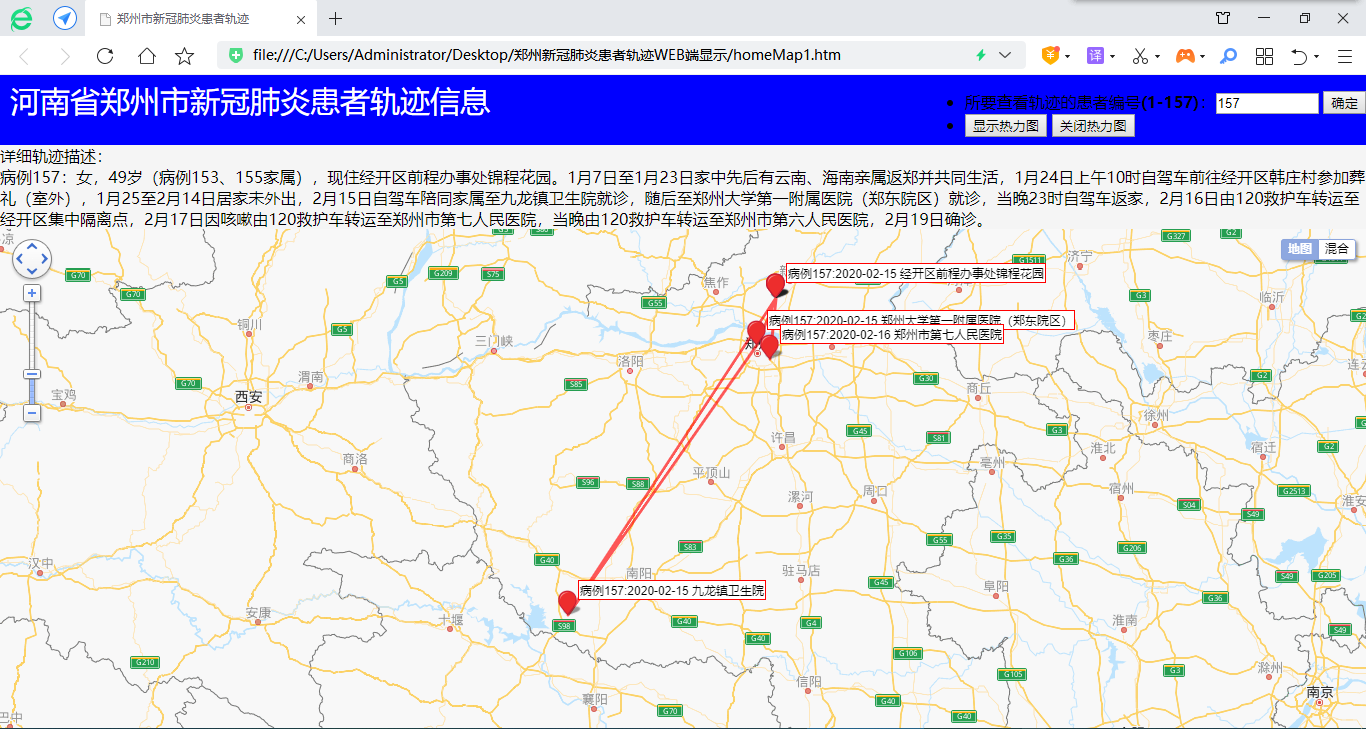 郑州市新冠肺炎患者轨迹
file:///C:/Users/Administrator/Desktop/郑州新冠肺炎患者轨迹WEB端显示/homeMap1.htm
译
河南省郑州市新冠肺炎患者轨迹信息
所要查看轨迹的患者编号(1-157): 157 确定
显示热力图 关闭热力图
详细轨迹描述：
病例157：女，49岁（病例153、155家属），现住经开区前程办事处锦程花园。1月7日至1月23日家中先后有云南、海南亲属返郑并共同生活，1月24日上午10时自驾车前往经开区韩庄村参加葬
礼（室外），1月25至2月14日居家未外出，2月15日自驾车陪同家属至九龙镇卫生院就诊，随后至郑州大学第一附属医院（郑东院区）就诊，当晚23时自驾车返家，2月16日由120救护车转运至
经开区集中隔离点，2月17日因咳嗽由120救护车转运至郑州市第七人民医院，当晚由120救护车转运至郑州市第六人民医院，2月19日确诊。
G327 G2
地图 混合
G1511 济宁
G70 G5 G209 S75 焦作
病例157:2020-02-15 经开区前程办事处锦程花园
G70 G55 G3 临沂
铜川 G5 三门峡
病例157:2020-02-15 郑州大学第一附属医院（郑东院区）
病例157:2020-02-16 郑州市第七人民医院
枣庄
洛阳
G70 渭南 S85 G30 商丘 G2
宝鸡 西安 徐州
许昌 G45 S81 G3 淮北 宿迁 G2
商洛 平顶山 亳州
S96 S88 漯河 周口 宿州 G2513
S04 S49 淮安
G55 G35 G206
汉中 G40 S83 G36
南阳 驻马店 G45 阜阳 S49 G205
病例157:2020-02-15 九龙镇卫生院
G36
安康 十堰 S98 G40 G4 淮南 S49
G40 G106
G210 信阳 G105 G3 滁州
襄阳 G40 南京
G70 G40
巴中